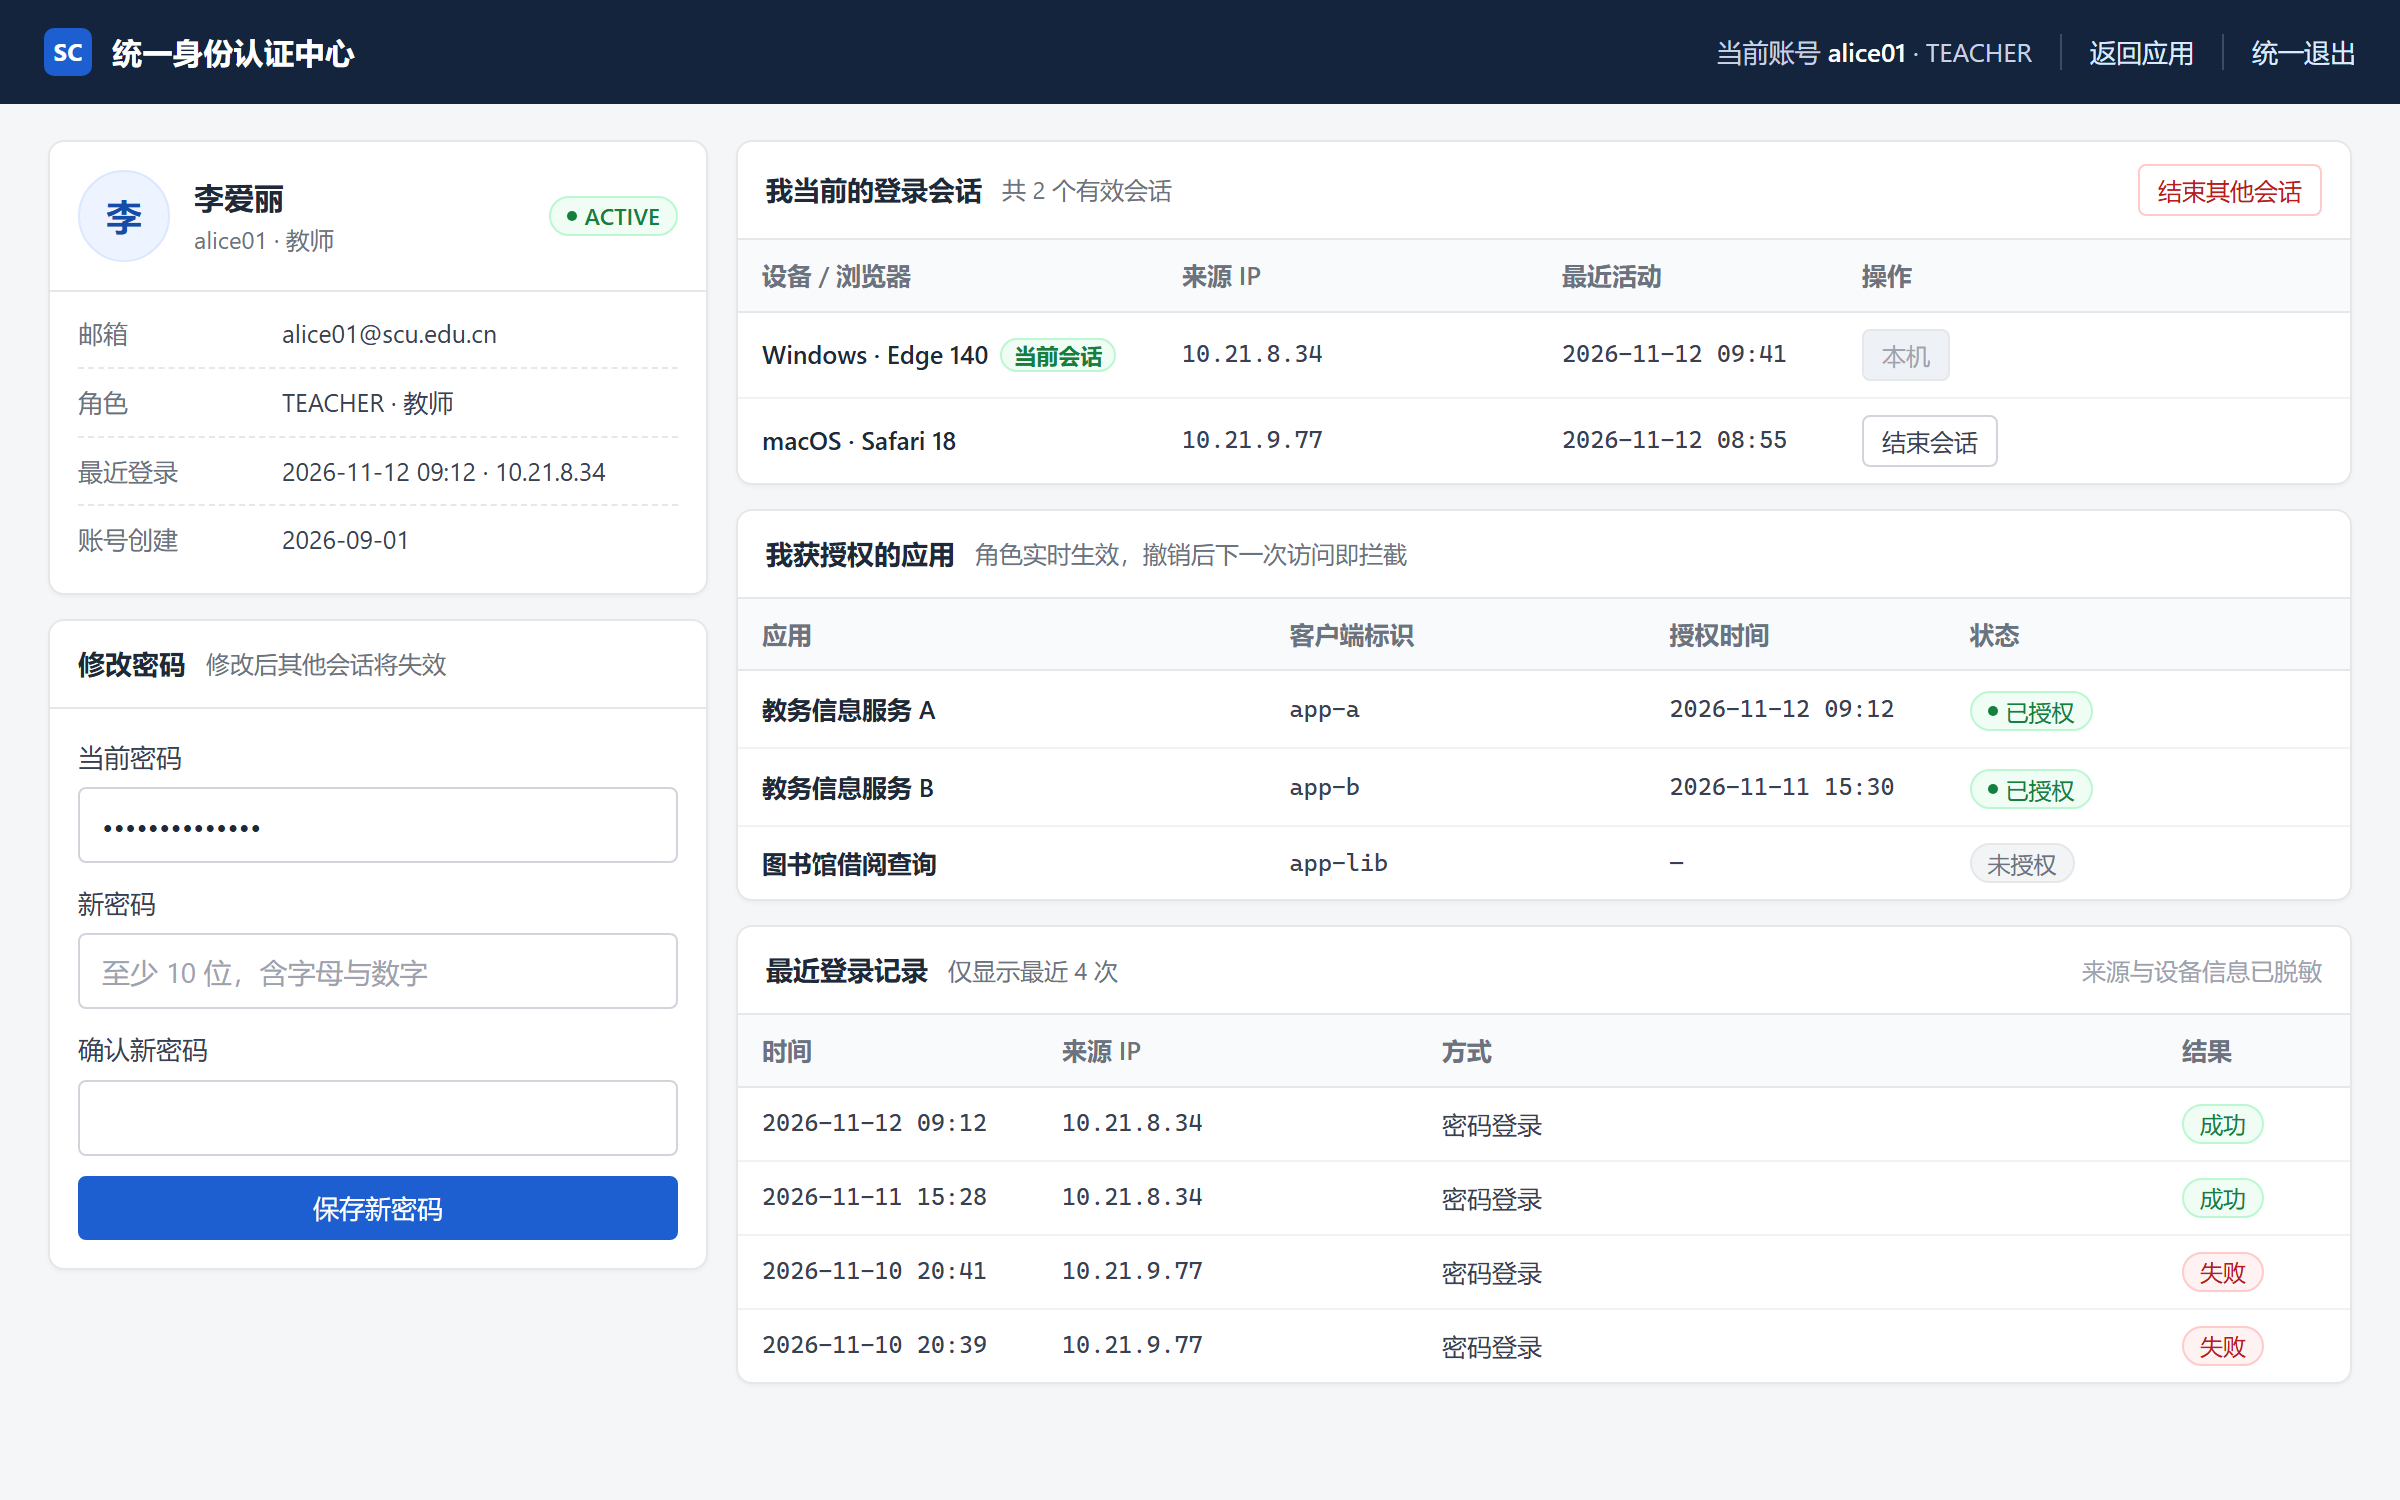 SC 统一身份认证中心 当前账号 alice01 · TEACHER 返回应用 统一退出
李 李爱丽 ACTIVE
alice01 · 教师
邮箱 alice01@scu.edu.cn
角色 TEACHER · 教师
最近登录 2026-11-12 09:12 · 10.21.8.34
账号创建 2026-09-01
修改密码 修改后其他会话将失效
当前密码
••••••••••••••
新密码
至少 10 位，含字母与数字
确认新密码
保存新密码
我当前的登录会话 共 2 个有效会话 结束其他会话
设备 / 浏览器 来源 IP 最近活动 操作
Windows · Edge 140 当前会话 10.21.8.34 2026-11-12 09:41 本机
macOS · Safari 18 10.21.9.77 2026-11-12 08:55 结束会话
我获授权的应用 角色实时生效，撤销后下一次访问即拦截
应用 客户端标识 授权时间 状态
教务信息服务 A app-a 2026-11-12 09:12 已授权
教务信息服务 B app-b 2026-11-11 15:30 已授权
图书馆借阅查询 app-lib — 未授权
最近登录记录 仅显示最近 4 次 来源与设备信息已脱敏
时间 来源 IP 方式 结果
2026-11-12 09:12 10.21.8.34 密码登录 成功
2026-11-11 15:28 10.21.8.34 密码登录 成功
2026-11-10 20:41 10.21.9.77 密码登录 失败
2026-11-10 20:39 10.21.9.77 密码登录 失败